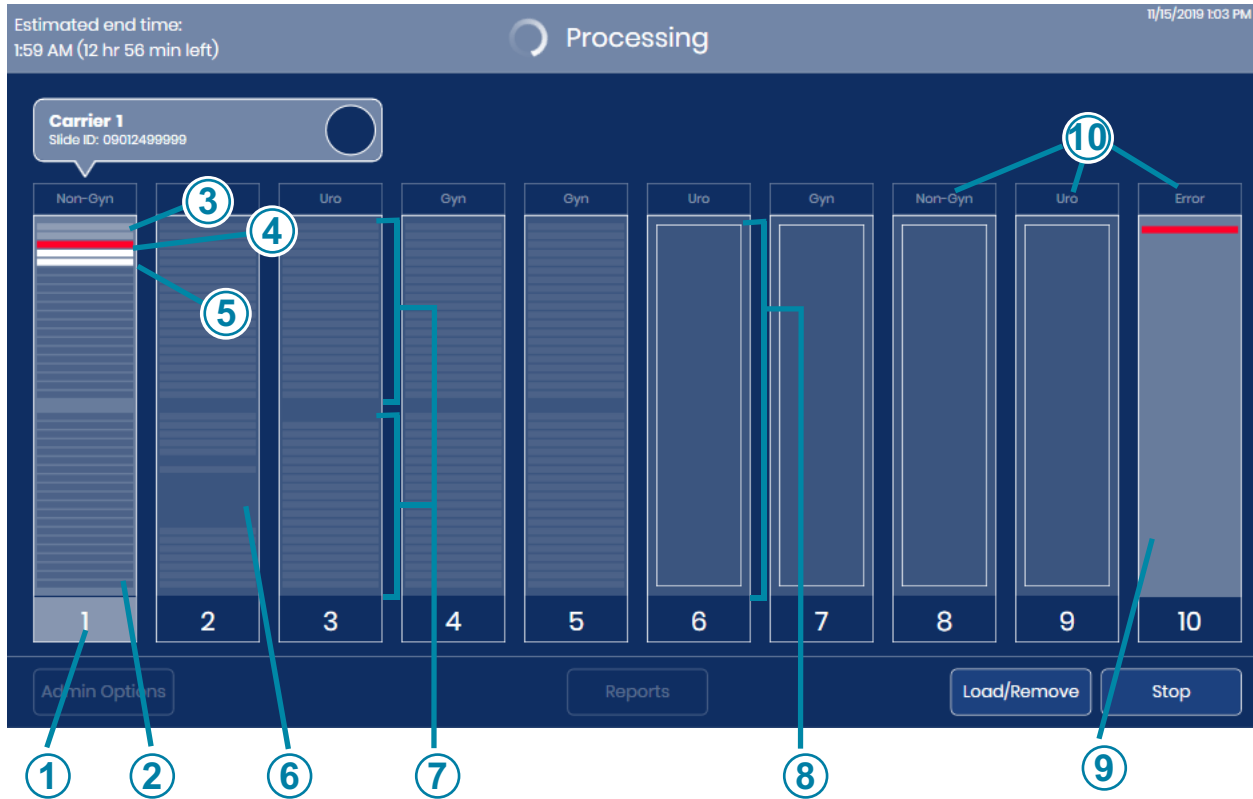 Estimated end time:
1:59 AM (12 hr 56 min left)
Processing
11/15/2019 1:03 PM
Carrier 1
Slide ID: 09012499999
10
Non-Gyn
Uro
Gyn
Gyn
Uro
Gyn
Non-Gyn
Uro
Error
3
4
5
1
2
3
4
5
6
7
8
9
10
Admin Options
Reports
Load/Remove
Stop
1
2
6
7
8
9